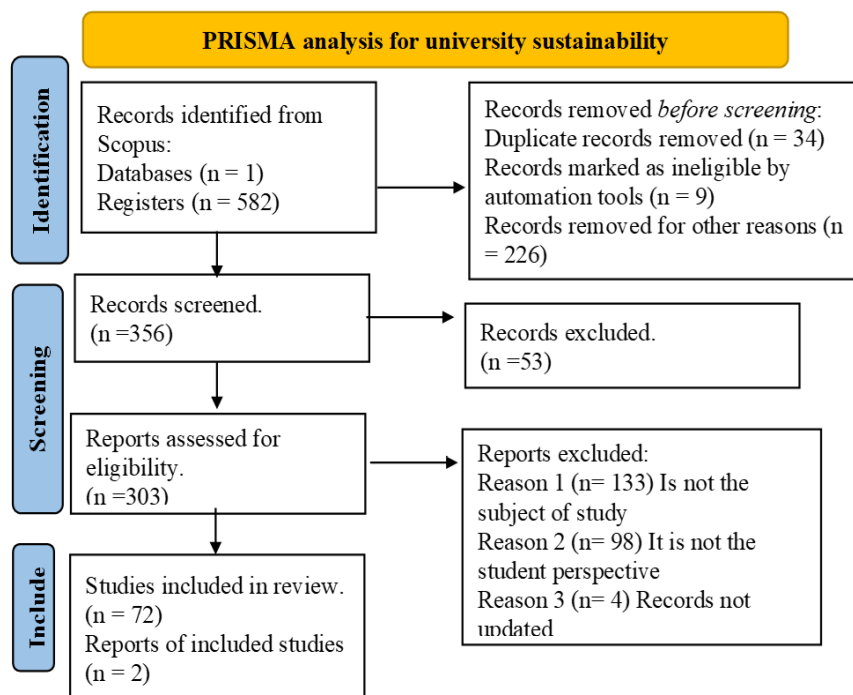 PRISMA analysis for university sustainability
Identification
Records identified from
Scopus:
Databases (n = 1)
Registers (n = 582)
Records removed before screening:
Duplicate records removed (n = 34)
Records marked as ineligible by
automation tools (n = 9)
Records removed for other reasons (n
= 226)
Screening
Records screened.
(n =356)
Records excluded.
(n =53)
Reports assessed for
eligibility.
(n =303)
Reports excluded:
Reason 1 (n= 133) Is not the
subject of study
Reason 2 (n= 98) It is not the
student perspective
Reason 3 (n= 4) Records not
updated
Include
Studies included in review.
(n = 72)
Reports of included studies
(n = 2)